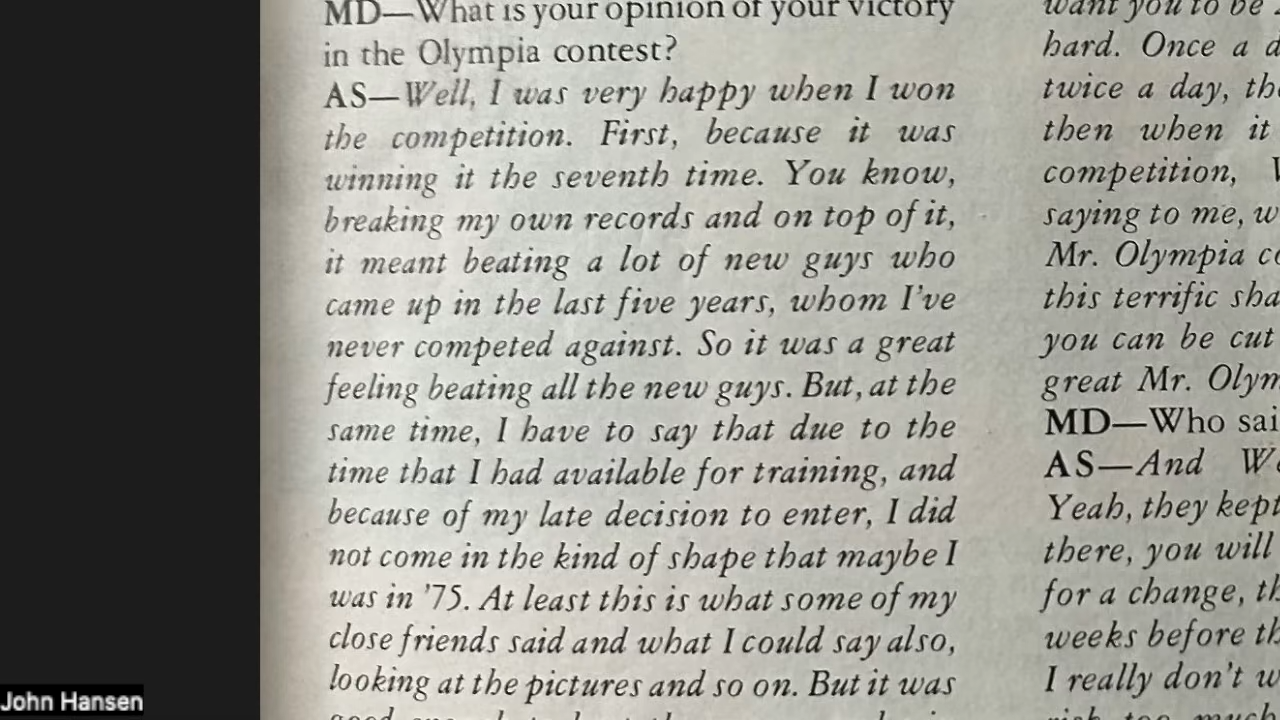 MD—What is your opinion of your victory
in the Olympia contest?
AS—Well, I was very happy when I won
the competition. First, because it was
winning it the seventh time. You know,
breaking my own records and on top of it,
it meant beating a lot of new guys who
came up in the last five years, whom I've
never competed against. So it was a great
feeling beating all the new guys. But, at the
same time, I have to say that due to the
time that I had available for training, and
because of my late decision to enter, I did
not come in the kind of shape that maybe I
was in '75. At least this is what some of my
close friends said and what I could say also,
looking at the pictures and so on. But it was
want you to be
hard. Once a
twice a day,
then when it
competition,
saying to me,
Mr. Olympia
this terrific
you can be cut
great Mr.
MD—Who
AS—And
Yeah, they kept
there, you will
for a change,
weeks before
I really don't
much
John Hansen